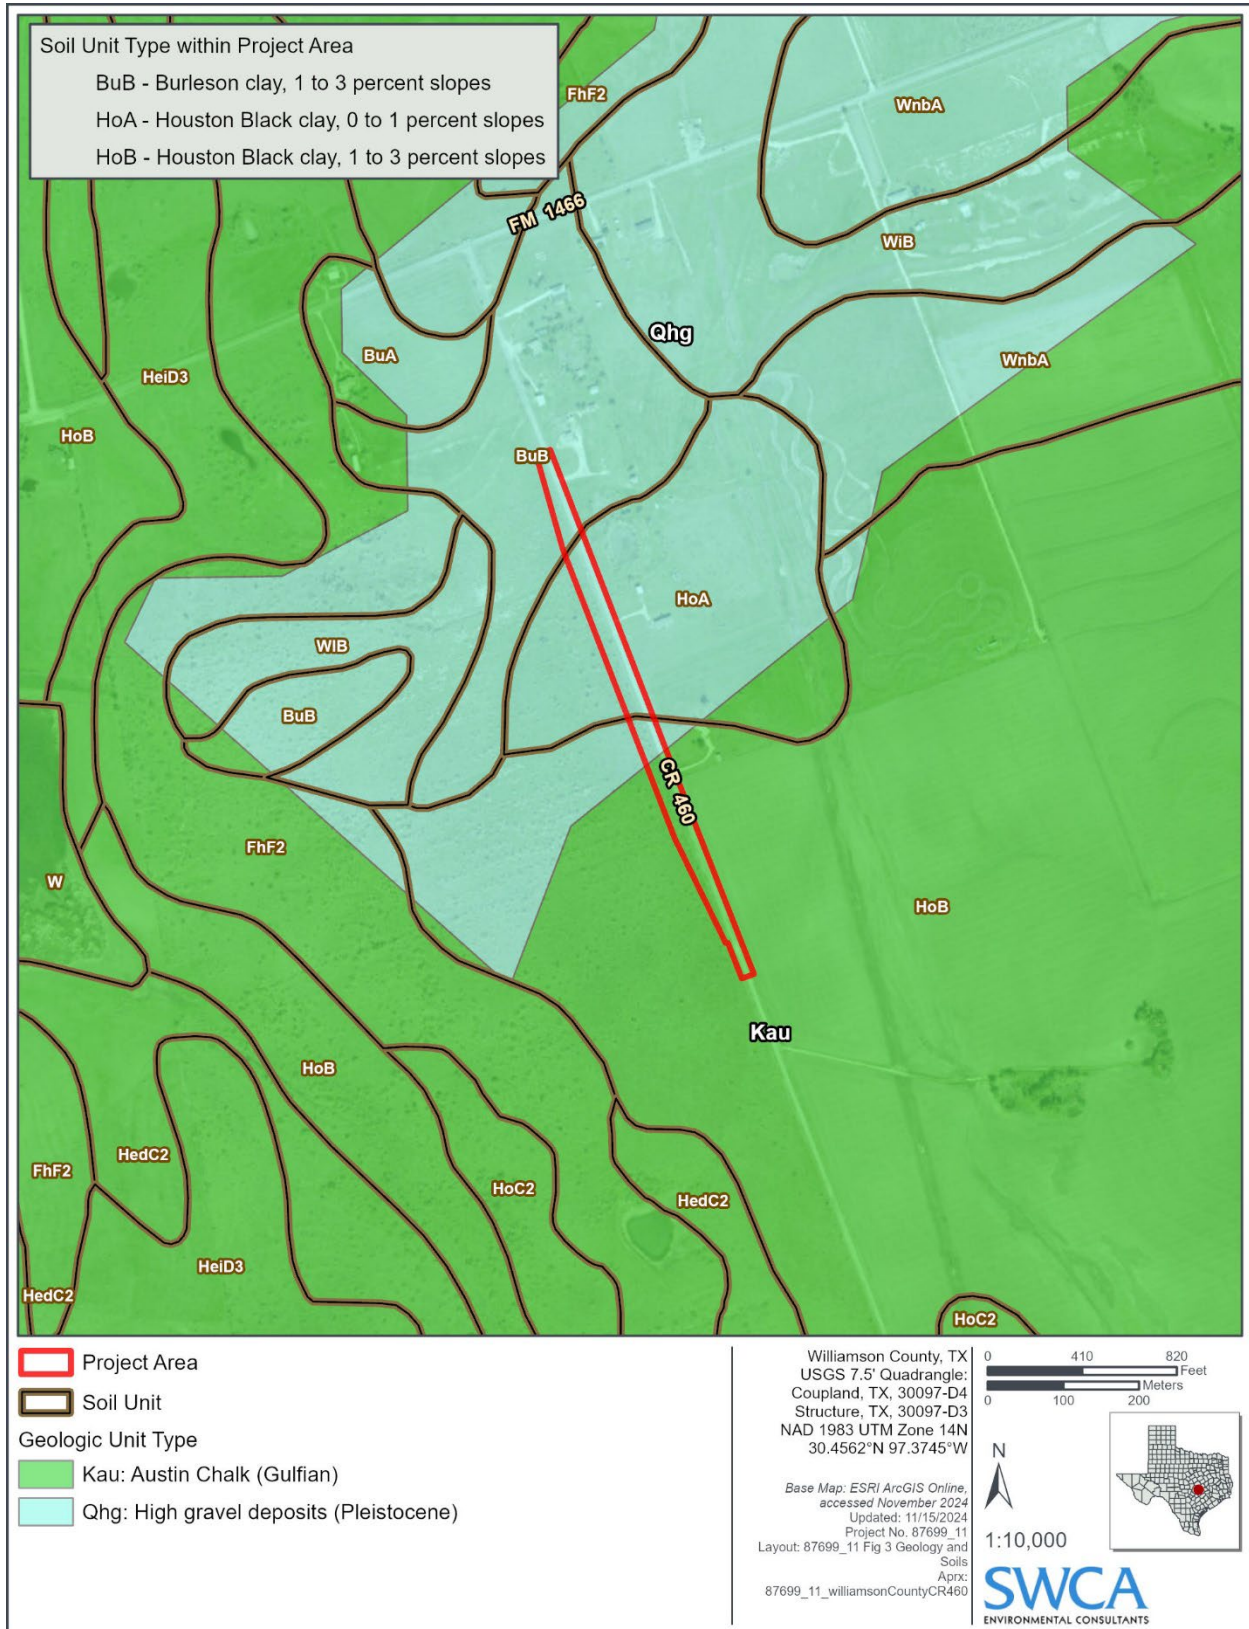 Soil Unit Type within Project Area
BuB - Burleson clay, 1 to 3 percent slopes
HoA - Houston Black clay, 0 to 1 percent slopes
HoB - Houston Black clay, 1 to 3 percent slopes
FhF2
WnbA
FM 1466
WiB
Qhg
BuA
WnbA
HeiD3
HoB
BuB
HoA
WlB
BuB
CR 460
FhF2
W
HoB
Kau
HoB
HedC2
FhF2
HoC2
HedC2
HeiD3
HedC2
HoC2
Project Area
Soil Unit
Geologic Unit Type
Kau: Austin Chalk (Gulfian)
Qhg: High gravel deposits (Pleistocene)
Williamson County, TX
USGS 7.5' Quadrangle:
Coupland, TX, 30097-D4
Structure, TX, 30097-D3
NAD 1983 UTM Zone 14N
30.4562°N 97.3745°W
Base Map: ESRI ArcGIS Online,
accessed November 2024
Updated: 11/15/2024
Project No. 87699_11
Layout: 87699_11 Fig 3 Geology and
Soils
Aprx:
87699_11_williamsonCountyCR460
0 410 820
Feet
Meters
0 100 200
N
1:10,000
SWCA
ENVIRONMENTAL CONSULTANTS